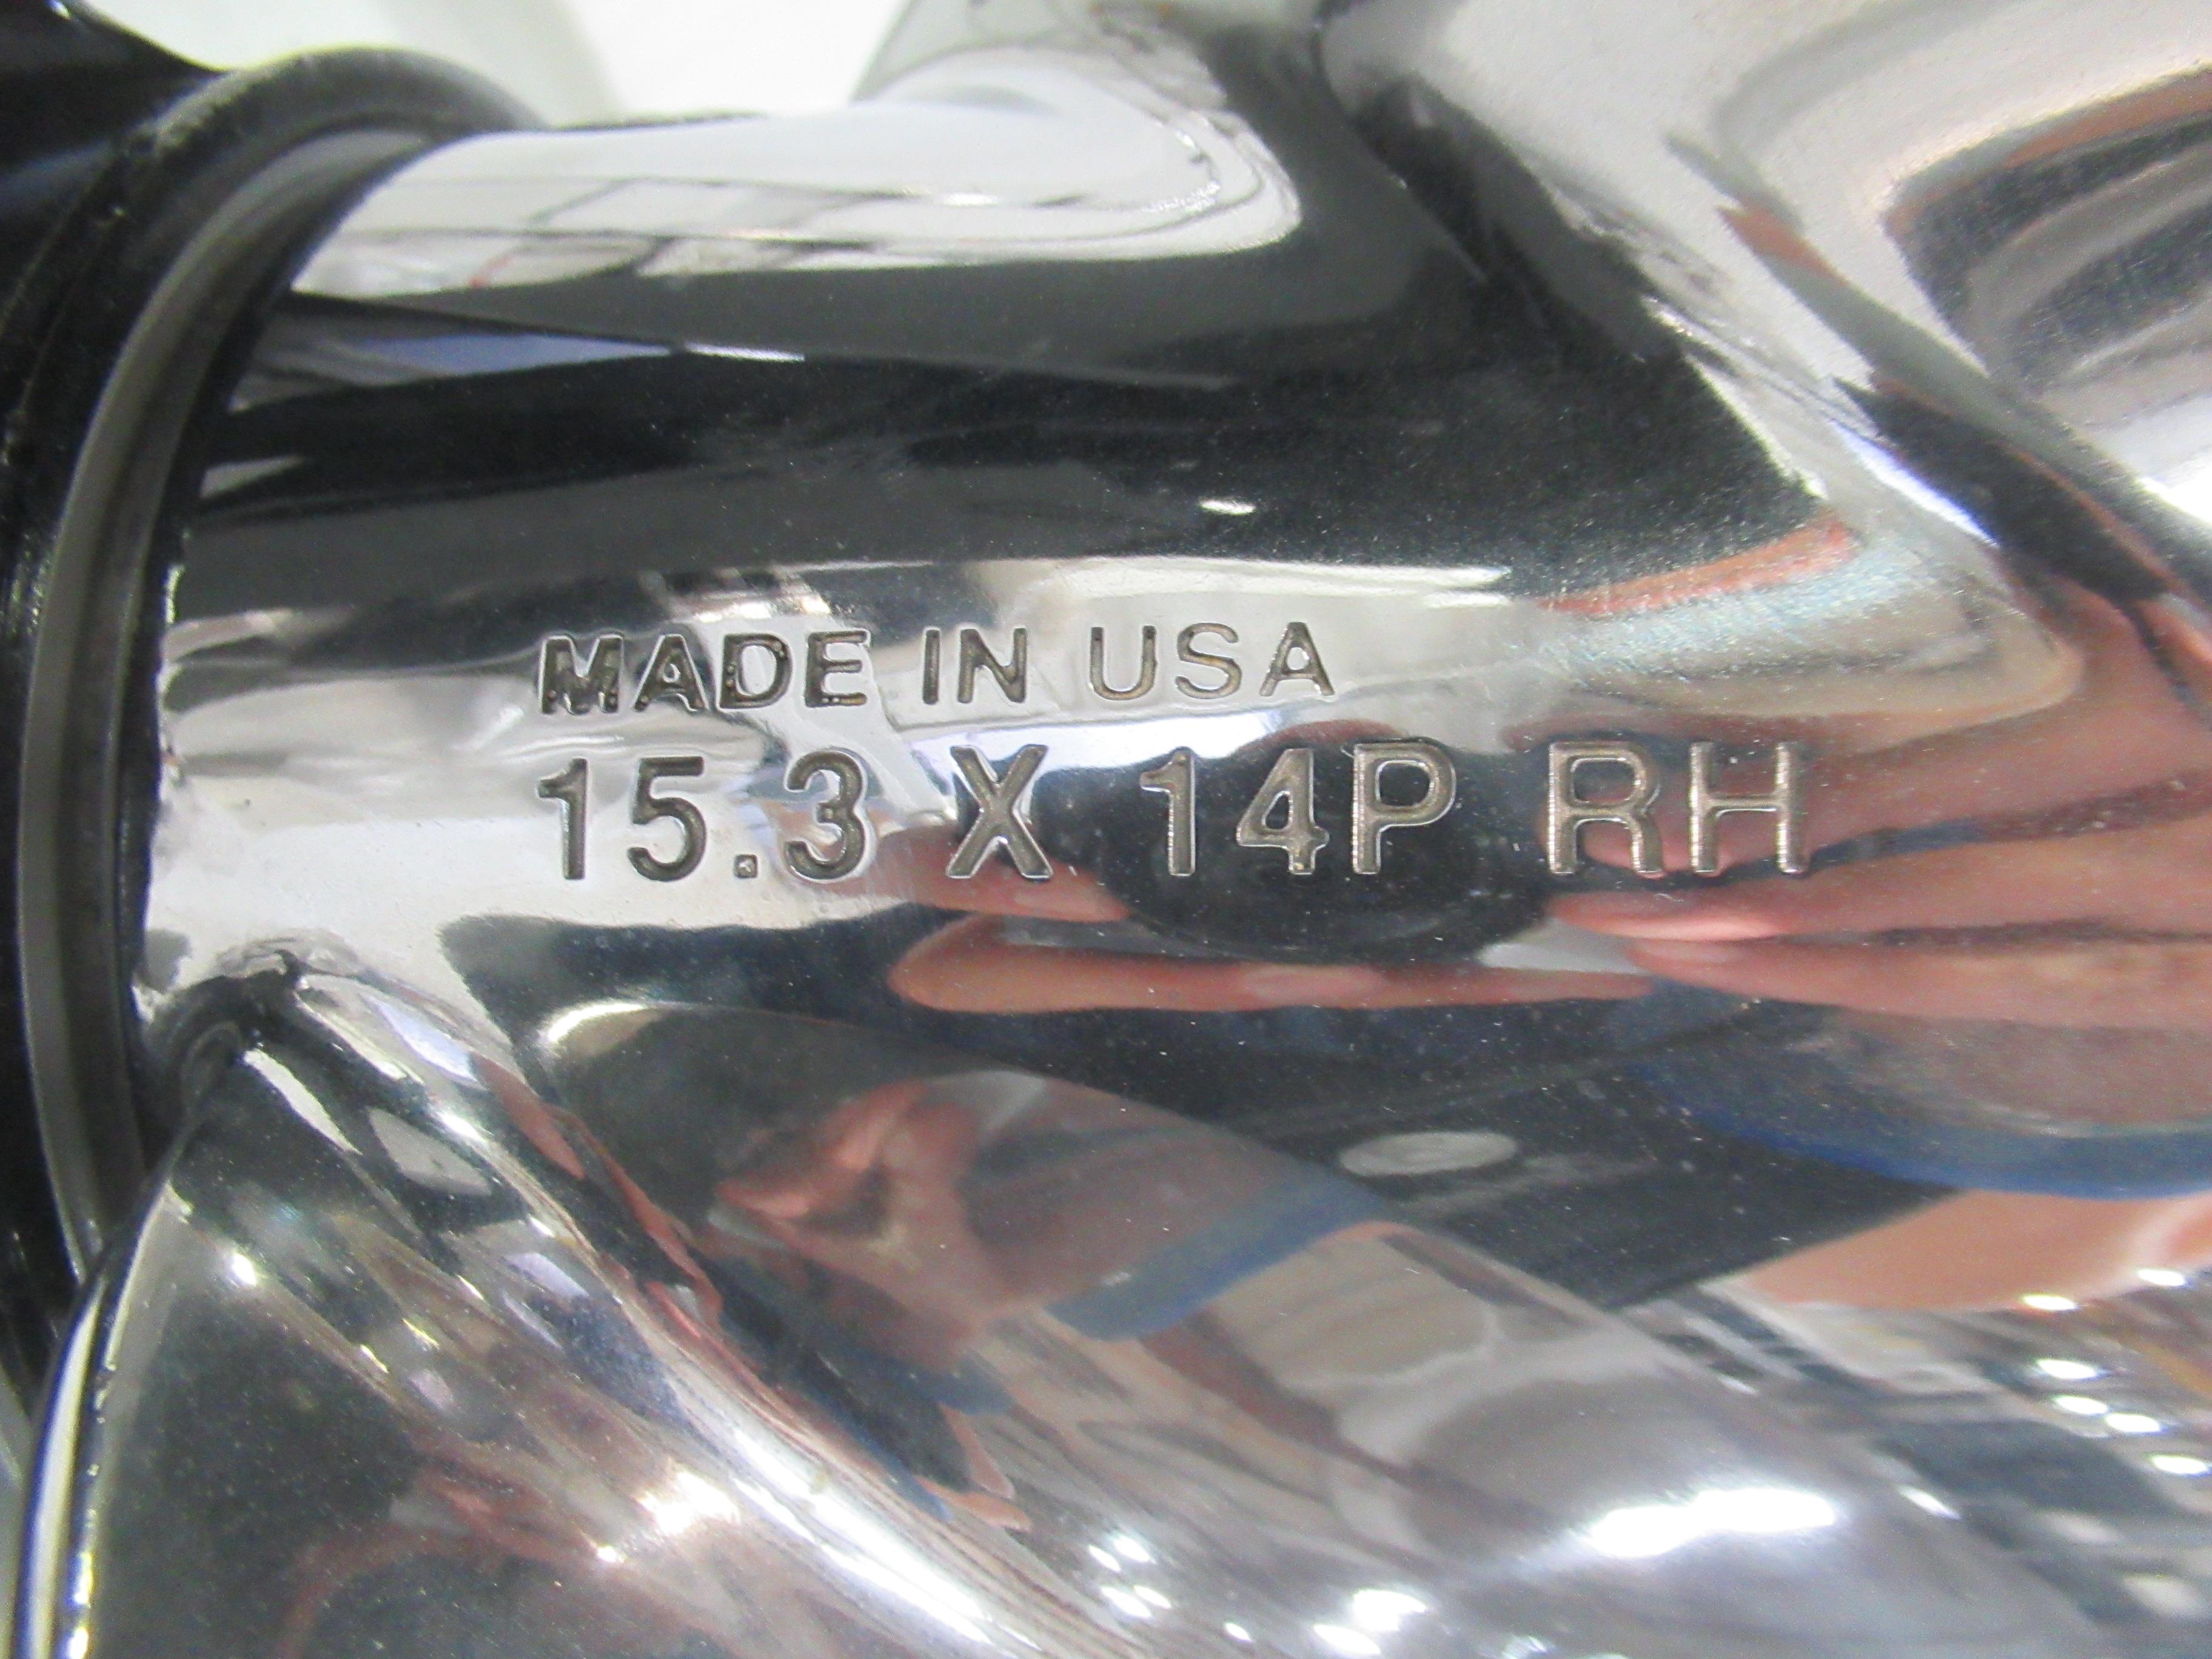 MADE IN USA
15.3 X 14P RH